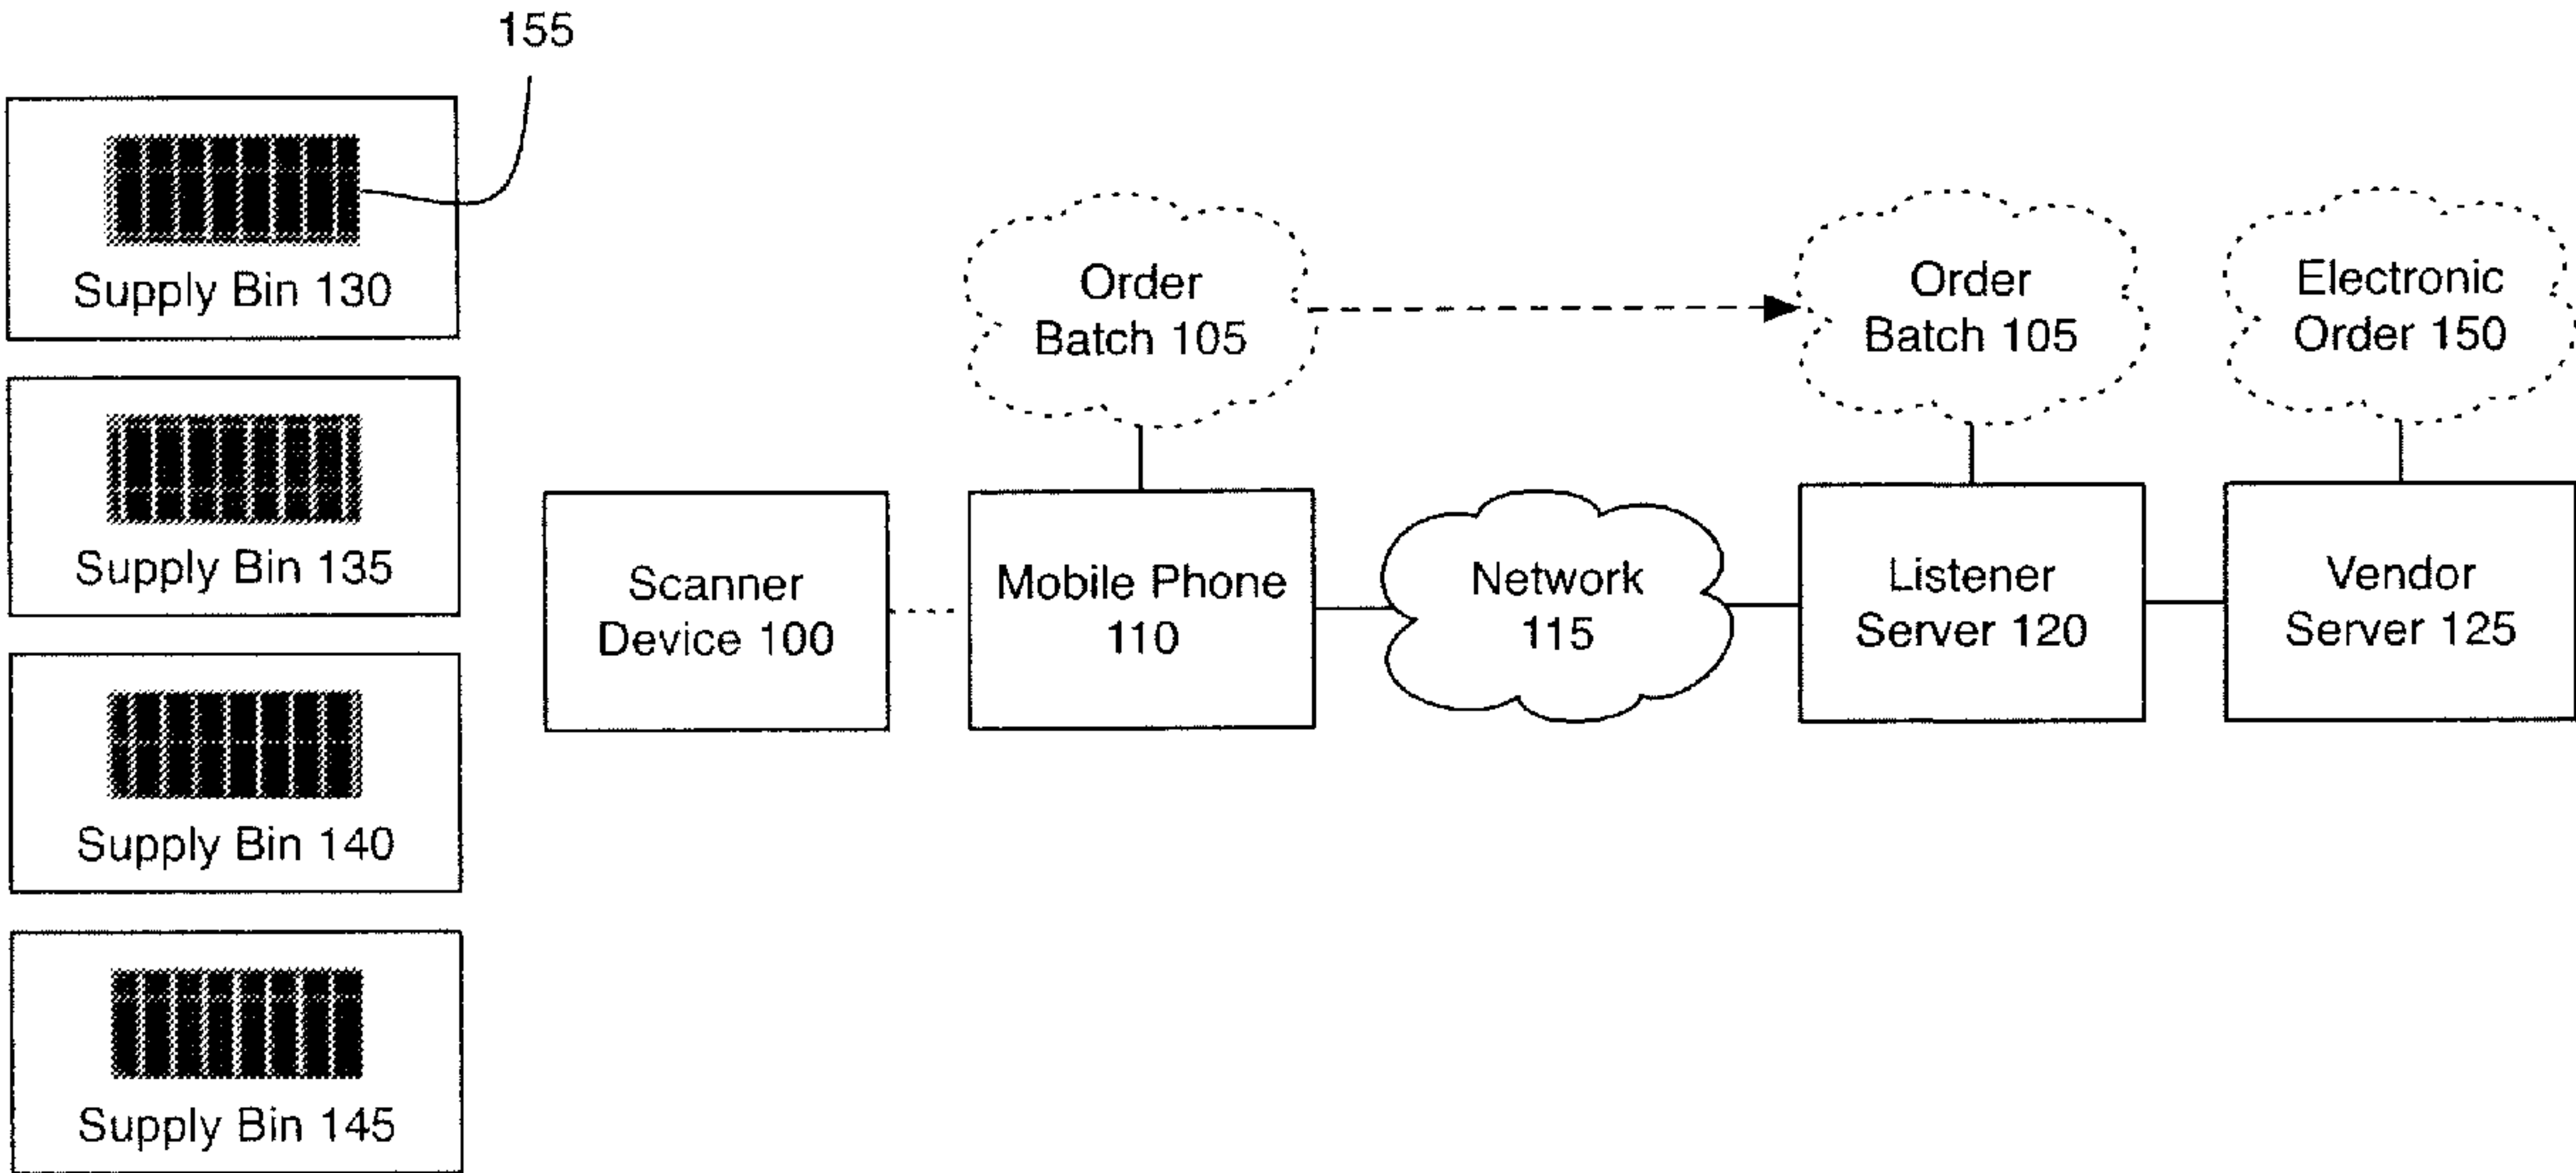 155
Supply Bin 130
Supply Bin 135
Supply Bin 140
Supply Bin 145
Scanner
Device 100
Order
Batch 105
Mobile Phone
110
Network
115
Order
Batch 105
Listener
Server 120
Electronic
Order 150
Vendor
Server 125